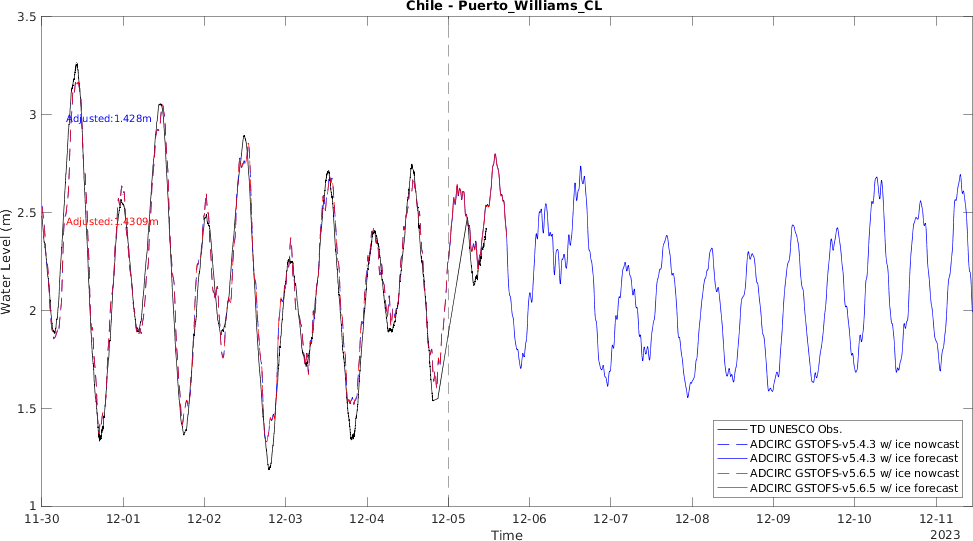 Chile - Puerto_Williams_CL
3.5
3
2.5
2
1.5
1
Water Level (m)
Adjusted:1.428m
Adjusted:1.4309m
TD UNESCO Obs.
ADCIRC GSTOFS-v5.4.3 w/ ice nowcast
ADCIRC GSTOFS-v5.4.3 w/ ice forecast
ADCIRC GSTOFS-v5.6.5 w/ ice nowcast
ADCIRC GSTOFS-v5.6.5 w/ ice forecast
11-30 12-01 12-02 12-03 12-04 12-05 12-06 12-07 12-08 12-09 12-10 12-11
2023
Time